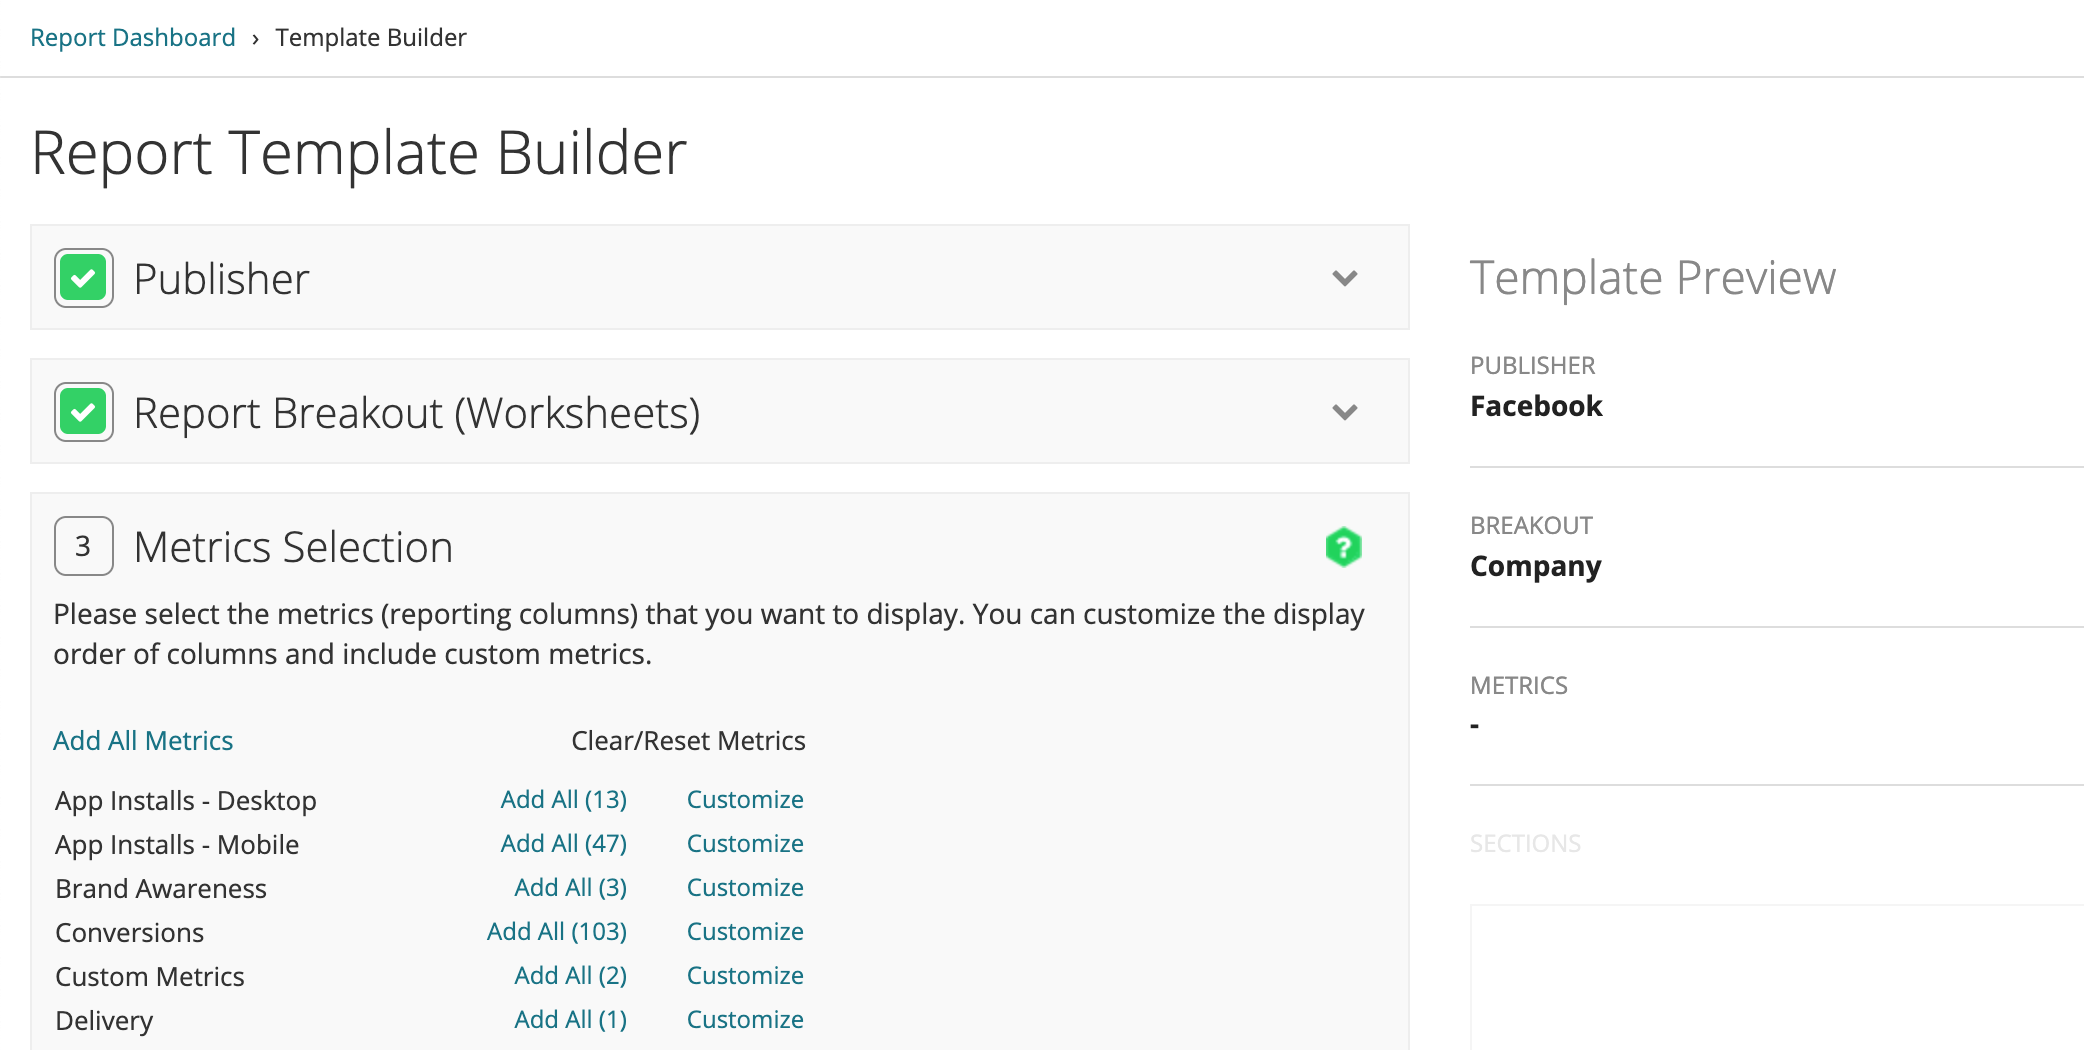 Report Dashboard › Template Builder
Report Template Builder
Publisher
Report Breakout (Worksheets)
3 Metrics Selection
?
Please select the metrics (reporting columns) that you want to display. You can customize the display
order of columns and include custom metrics.
Add All Metrics Clear/Reset Metrics
App Installs - Desktop Add All (13) Customize
App Installs - Mobile Add All (47) Customize
Brand Awareness Add All (3) Customize
Conversions Add All (103) Customize
Custom Metrics Add All (2) Customize
Delivery Add All (1) Customize
Template Preview
PUBLISHER
Facebook
BREAKOUT
Company
METRICS
-
SECTIONS